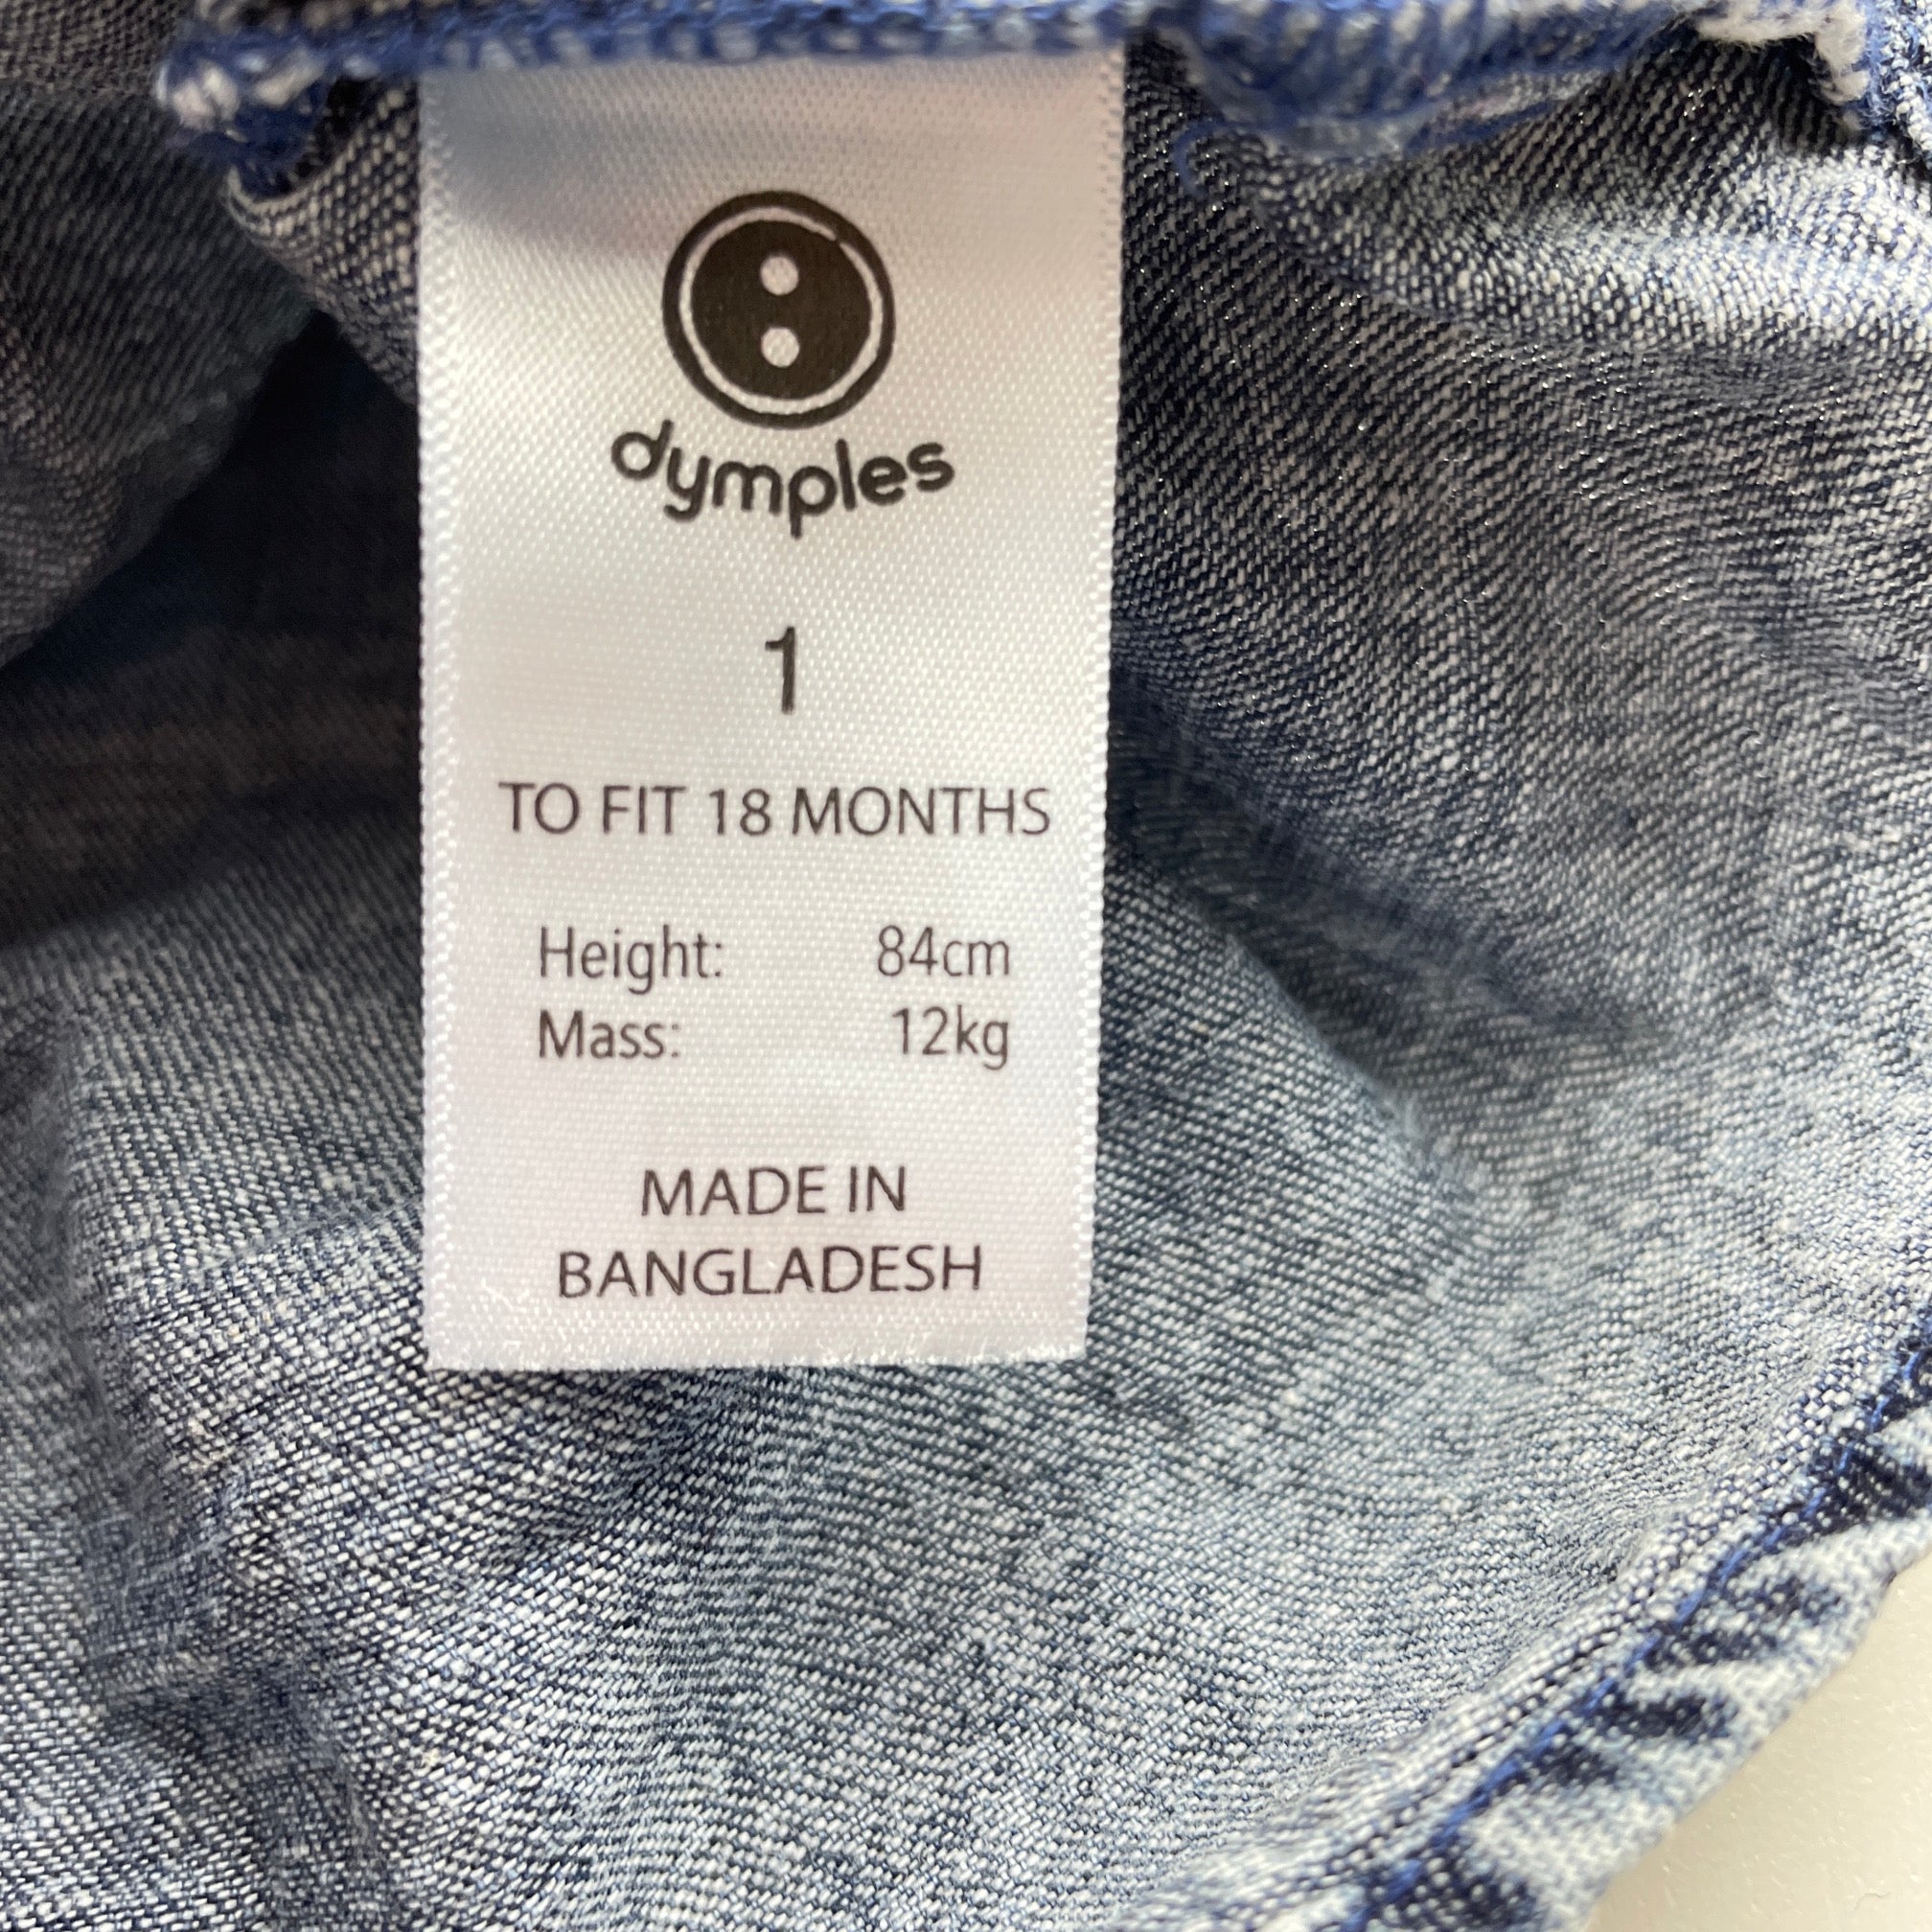 dymples
1
TO FIT 18 MONTHS
Height: 84cm
Mass: 12kg
MADE IN
BANGLADESH